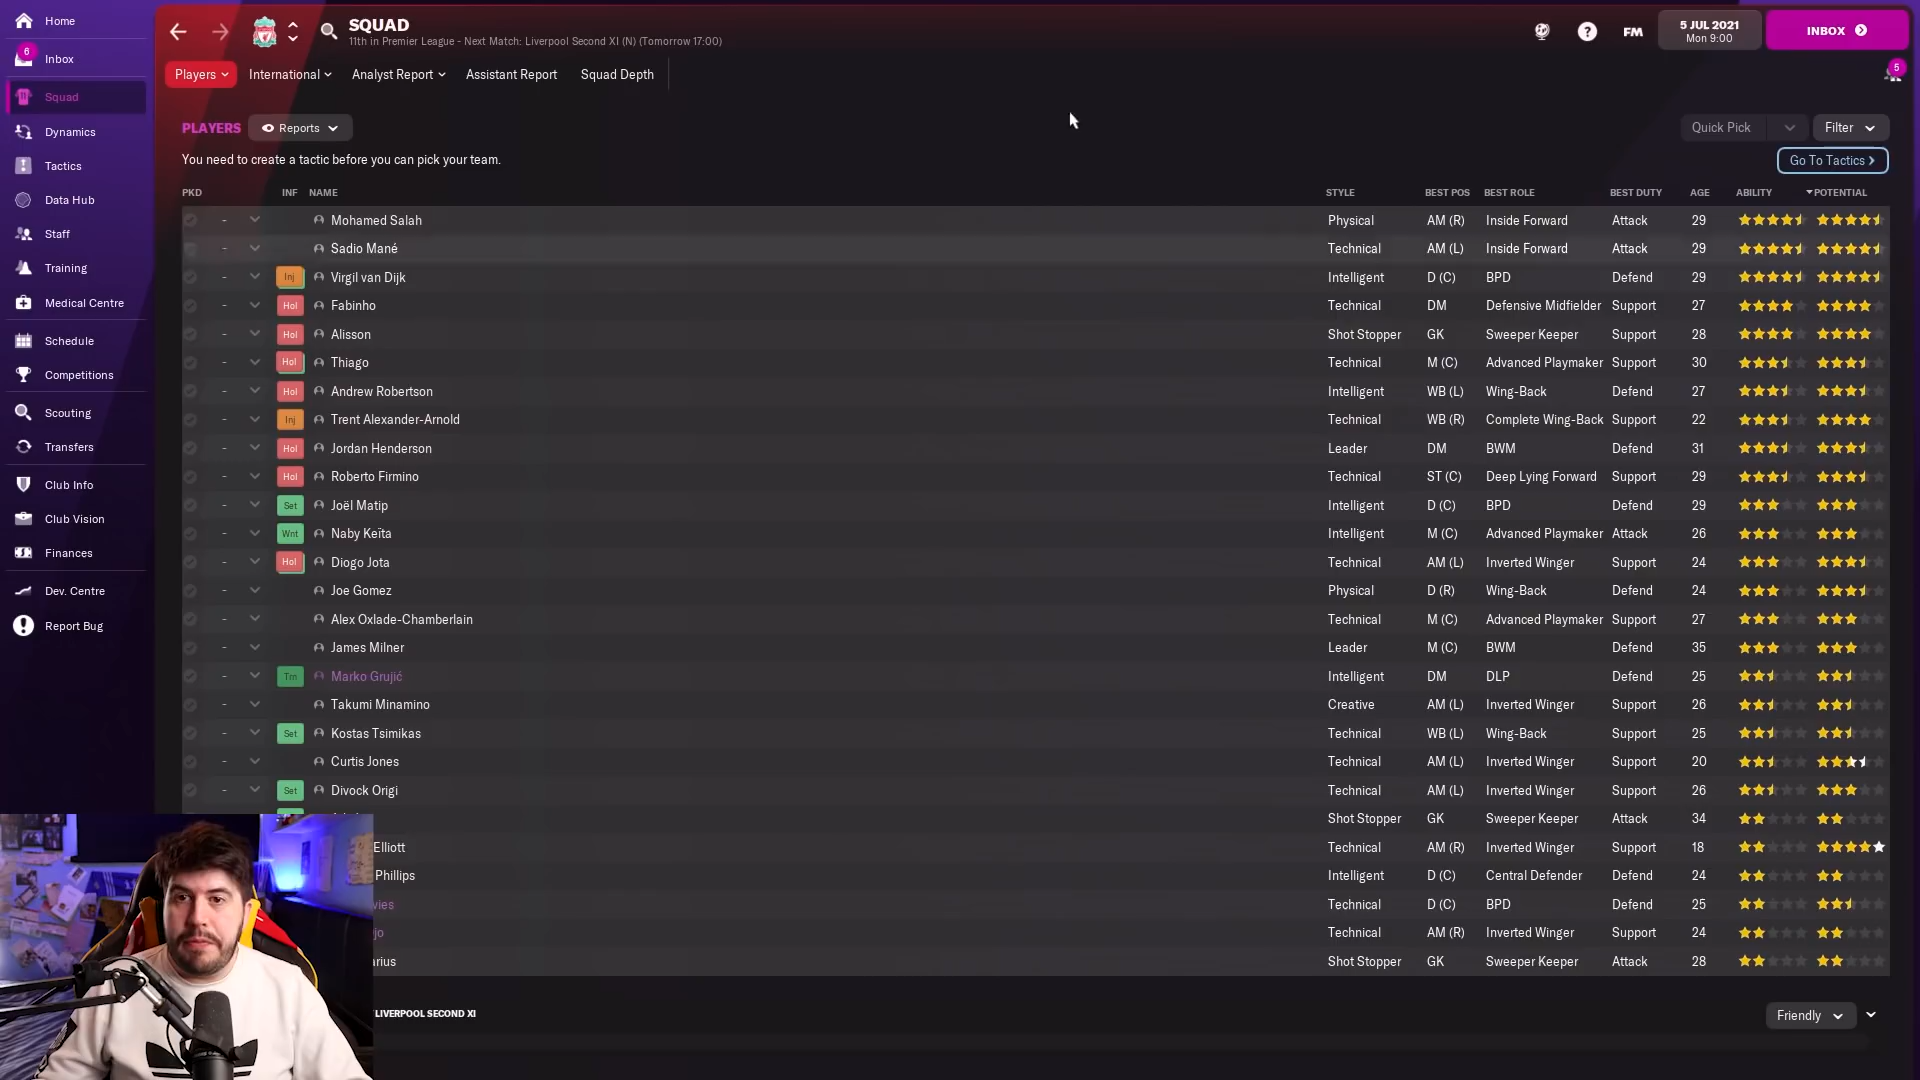 Home
6
Inbox
Squad
Dynamics
Tactics
Data Hub
Staff
Training
Medical Centre
Schedule
Competitions
Scouting
Transfers
Club Info
Club Vision
Finances
Dev. Centre
Report Bug
SQUAD
11th in Premier League - Next Match: Liverpool Second XI (N) (Tomorrow 17:00)
FM
5 JUL 2021
Mon 9:00
INBOX
Players International Analyst Report Assistant Report Squad Depth
5
PLAYERS Reports Quick Pick Filter
You need to create a tactic before you can pick your team. Go To Tactics
PKD INF NAME STYLE BEST POS BEST ROLE BEST DUTY AGE ABILITY POTENTIAL
- Mohamed Salah Physical AM (R) Inside Forward Attack 29
- Sadio Mané Technical AM (L) Inside Forward Attack 29
- Inj Virgil van Dijk Intelligent D (C) BPD Defend 29
- Hol Fabinho Technical DM Defensive Midfielder Support 27
- Hol Alisson Shot Stopper GK Sweeper Keeper Support 28
- Hol Thiago Technical M (C) Advanced Playmaker Support 30
- Hol Andrew Robertson Intelligent WB (L) Wing-Back Defend 27
- Inj Trent Alexander-Arnold Technical WB (R) Complete Wing-Back Support 22
- Hol Jordan Henderson Leader DM BWM Defend 31
- Hol Roberto Firmino Technical ST (C) Deep Lying Forward Support 29
- Set Joël Matip Intelligent D (C) BPD Defend 29
- Wnt Naby Keïta Intelligent M (C) Advanced Playmaker Attack 26
- Hol Diogo Jota Technical AM (L) Inverted Winger Support 24
- Joe Gomez Physical D (R) Wing-Back Defend 24
- Alex Oxlade-Chamberlain Technical M (C) Advanced Playmaker Support 27
- James Milner Leader M (C) BWM Defend 35
- Trn Marko Grujić Intelligent DM DLP Defend 25
- Takumi Minamino Creative AM (L) Inverted Winger Support 26
- Set Kostas Tsimikas Technical WB (L) Wing-Back Support 25
- Curtis Jones Technical AM (L) Inverted Winger Support 20
- Set Divock Origi Technical AM (L) Inverted Winger Support 26
Shot Stopper GK Sweeper Keeper Attack 34
Elliott Technical AM (R) Inverted Winger Support 18
Phillips Intelligent D (C) Central Defender Defend 24
vies Technical D (C) BPD Defend 25
ejo Technical AM (R) Inverted Winger Support 24
arius Shot Stopper GK Sweeper Keeper Attack 28
LIVERPOOL SECOND XI Friendly